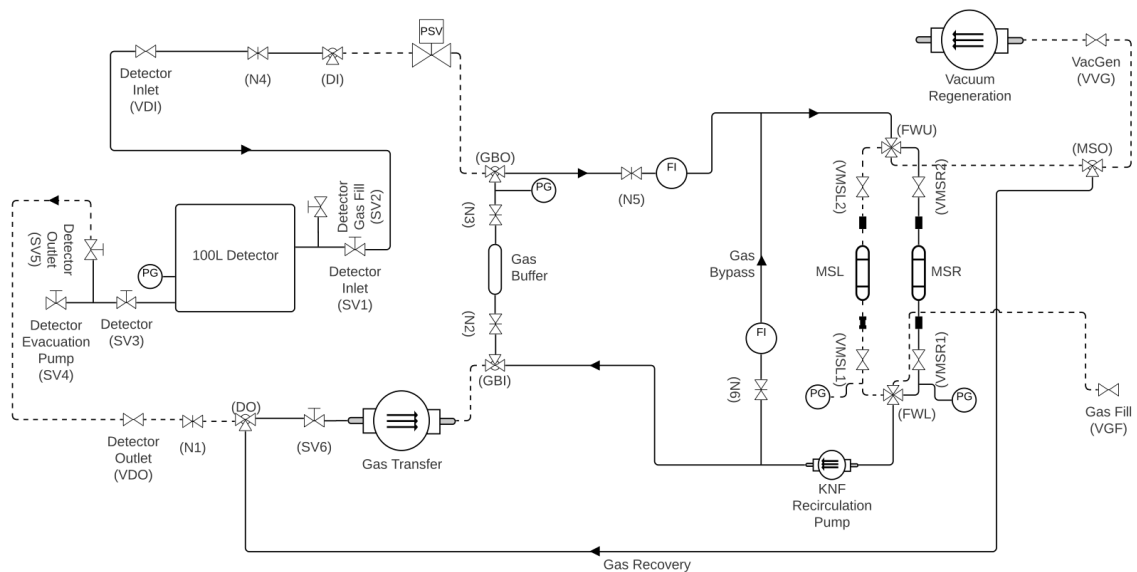 PSV
Detector
Inlet
(VDI)
(N4)
(DI)
Vacuum
Regeneration
VacGen
(VVG)
(FWU)
(MSO)
(GBO)
PG
(N5)
FI
(VMSL2)
(VMSR2)
Detector
Gas Fill
(SV2)
Detector
Outlet
(SV5)
100L Detector
PG
Detector
Inlet
(SV1)
(N3)
Gas
Buffer
Gas
Bypass
MSL
MSR
Detector
Evacuation
Pump
(SV4)
Detector
(SV3)
(N2)
(GBI)
FI
(N6)
(VMSL1)
(VMSR1)
PG
PG
(FWL)
Gas Fill
(VGF)
(DO)
Detector
Outlet
(VDO)
(N1)
(SV6)
Gas Transfer
KNF
Recirculation
Pump
Gas Recovery